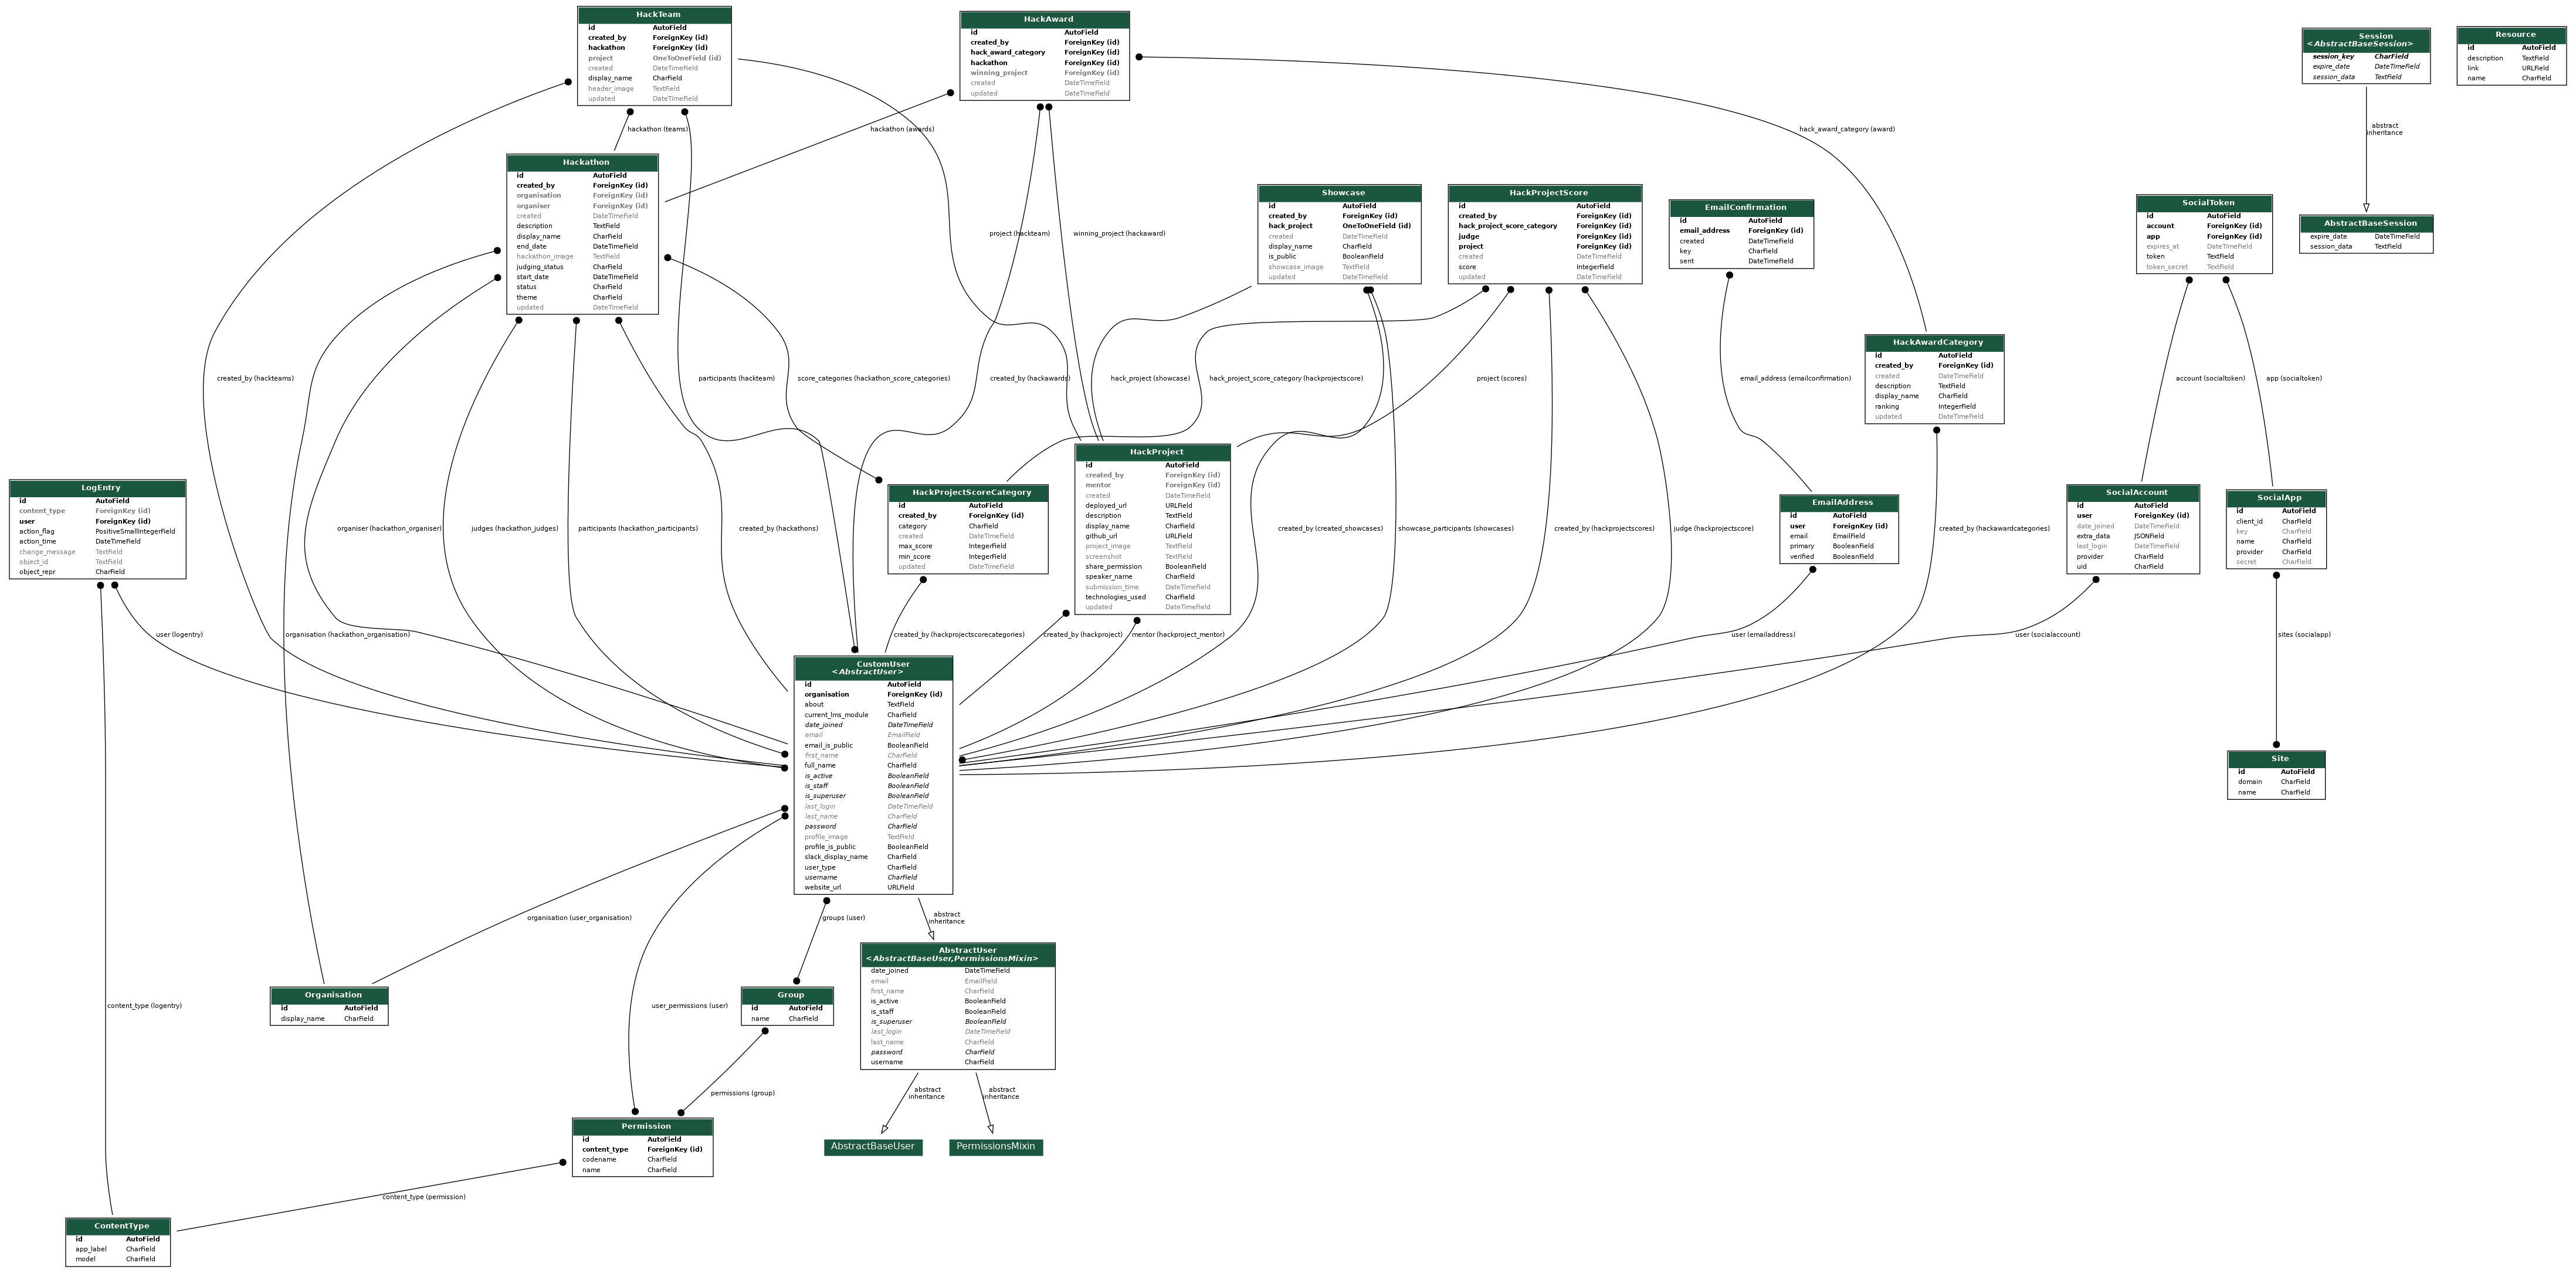 HackTeam
id AutoField
created_by ForeignKey (id)
hackathon ForeignKey (id)
project OneToOneField (id)
created DateTimeField
display_name CharField
header_image TextField
updated DateTimeField
HackAward
id AutoField
created_by ForeignKey (id)
hack_award_category ForeignKey (id)
hackathon ForeignKey (id)
winning_project ForeignKey (id)
created DateTimeField
updated DateTimeField
Session
<AbstractBaseSession>
session_key CharField
expire_date DateTimeField
session_data TextField
Resource
id AutoField
description TextField
link URLField
name CharField
hackathon (teams)
hackathon (awards)
hack_award_category (award)
abstract
inheritance
Hackathon
id AutoField
created_by ForeignKey (id)
organisation ForeignKey (id)
organiser ForeignKey (id)
created DateTimeField
description TextField
display_name CharField
end_date DateTimeField
hackathon_image TextField
judging_status CharField
start_date DateTimeField
status CharField
theme CharField
updated DateTimeField
project (hackteam)
winning_project (hackaward)
Showcase
id AutoField
created_by ForeignKey (id)
hack_project OneToOneField (id)
created DateTimeField
display_name CharField
is_public BooleanField
showcase_image TextField
updated DateTimeField
HackProjectScore
id AutoField
created_by ForeignKey (id)
hack_project_score_category ForeignKey (id)
judge ForeignKey (id)
project ForeignKey (id)
created DateTimeField
score IntegerField
updated DateTimeField
EmailConfirmation
id AutoField
email_address ForeignKey (id)
created DateTimeField
key CharField
sent DateTimeField
SocialToken
id AutoField
account ForeignKey (id)
app ForeignKey (id)
expires_at DateTimeField
token TextField
token_secret TextField
AbstractBaseSession
expire_date DateTimeField
session_data TextField
HackAwardCategory
id AutoField
created_by ForeignKey (id)
created DateTimeField
description TextField
display_name CharField
ranking IntegerField
updated DateTimeField
created_by (hackteams)
participants (hackteam)
score_categories (hackathon_score_categories)
created_by (hackawards)
hack_project (showcase)
hack_project_score_category (hackprojectscore)
project (scores)
email_address (emailconfirmation)
account (socialtoken)
app (socialtoken)
LogEntry
id AutoField
content_type ForeignKey (id)
user ForeignKey (id)
action_flag PositiveSmallIntegerField
action_time DateTimeField
change_message TextField
object_id TextField
object_repr CharField
organiser (hackathon_organiser)
judges (hackathon_judges)
participants (hackathon_participants)
created_by (hackathons)
HackProjectScoreCategory
id AutoField
created_by ForeignKey (id)
category CharField
created DateTimeField
max_score IntegerField
min_score IntegerField
updated DateTimeField
HackProject
id AutoField
created_by ForeignKey (id)
mentor ForeignKey (id)
created DateTimeField
deployed_url URLField
description TextField
display_name CharField
github_url URLField
project_image TextField
screenshot TextField
share_permission BooleanField
speaker_name CharField
submission_time DateTimeField
technologies_used CharField
updated DateTimeField
created_by (created_showcases)
showcase_participants (showcases)
created_by (hackprojectscores)
judge (hackprojectscore)
EmailAddress
id AutoField
user ForeignKey (id)
email EmailField
primary BooleanField
verified BooleanField
created_by (hackawardcategories)
SocialAccount
id AutoField
user ForeignKey (id)
date_joined DateTimeField
extra_data JSONField
last_login DateTimeField
provider CharField
uid CharField
SocialApp
id AutoField
client_id CharField
key CharField
name CharField
provider CharField
secret CharField
user (logentry)
organisation (hackathon_organisation)
created_by (hackprojectscorecategories)
created_by (hackproject)
mentor (hackproject_mentor)
user (emailaddress)
user (socialaccount)
sites (socialapp)
CustomUser
<AbstractUser>
id AutoField
organisation ForeignKey (id)
about TextField
current_lms_module CharField
date_joined DateTimeField
email EmailField
email_is_public BooleanField
first_name CharField
full_name CharField
is_active BooleanField
is_staff BooleanField
is_superuser BooleanField
last_login DateTimeField
last_name CharField
password CharField
profile_image TextField
profile_is_public BooleanField
slack_display_name CharField
user_type CharField
username CharField
website_url URLField
Site
id AutoField
domain CharField
name CharField
organisation (user_organisation)
groups (user)
abstract
inheritance
content_type (logentry)
Organisation
id AutoField
display_name CharField
user_permissions (user)
Group
id AutoField
name CharField
AbstractUser
<AbstractBaseUser,PermissionsMixin>
date_joined DateTimeField
email EmailField
first_name CharField
is_active BooleanField
is_staff BooleanField
is_superuser BooleanField
last_login DateTimeField
last_name CharField
password CharField
username CharField
permissions (group)
abstract
inheritance
abstract
inheritance
Permission
id AutoField
content_type ForeignKey (id)
codename CharField
name CharField
AbstractBaseUser
PermissionsMixin
content_type (permission)
ContentType
id AutoField
app_label CharField
model CharField